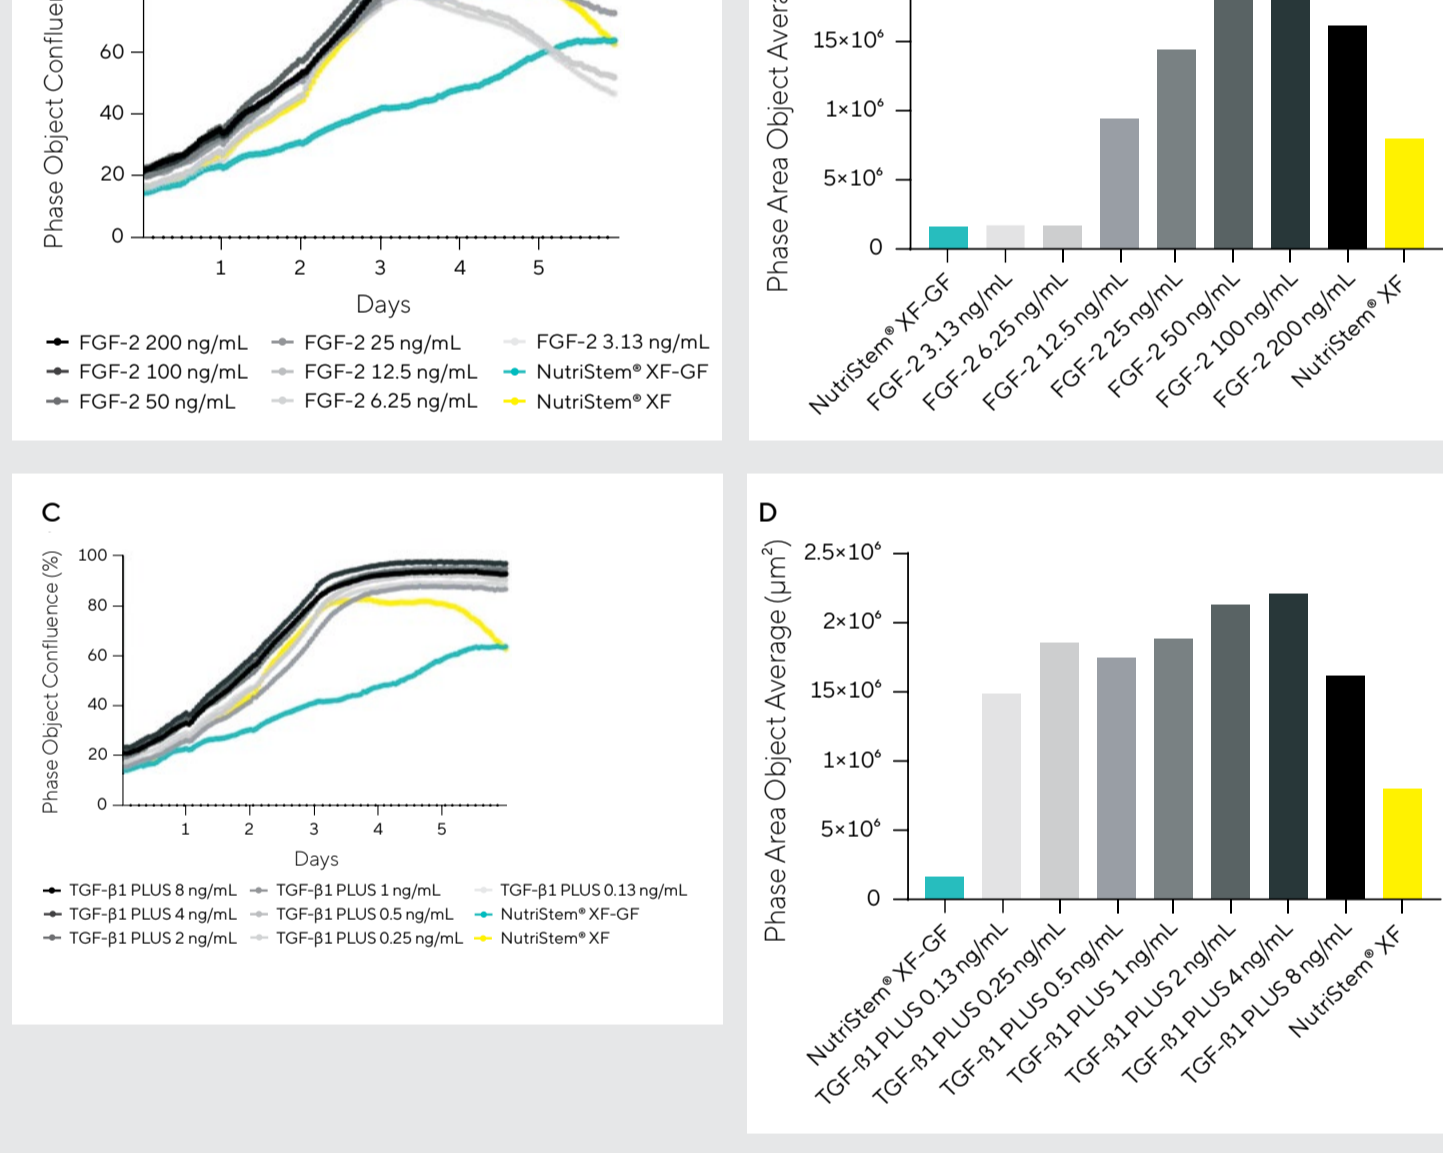 Phase Object Confluen
60
40
20
0
1 2 3 4 5
Days
FGF-2 200 ng/mL
FGF-2 100 ng/mL
FGF-2 50 ng/mL
FGF-2 25 ng/mL
FGF-2 12.5 ng/mL
FGF-2 6.25 ng/mL
FGF-2 3.13 ng/mL
NutriStem® XF-GF
NutriStem® XF
Phase Area Object Avera
15×10⁶
1×10⁶
5×10⁶
0
NutriStem® XF-GF
FGF-2 3.13 ng/mL
FGF-2 6.25 ng/mL
FGF-2 12.5 ng/mL
FGF-2 25 ng/mL
FGF-2 50 ng/mL
FGF-2 100 ng/mL
FGF-2 200 ng/mL
NutriStem® XF
C
Phase Object Confluence (%)
100
80
60
40
20
0
1 2 3 4 5
Days
TGF-β1 PLUS 8 ng/mL
TGF-β1 PLUS 4 ng/mL
TGF-β1 PLUS 2 ng/mL
TGF-β1 PLUS 1 ng/mL
TGF-β1 PLUS 0.5 ng/mL
TGF-β1 PLUS 0.25 ng/mL
TGF-β1 PLUS 0.13 ng/mL
NutriStem® XF-GF
NutriStem® XF
D
Phase Area Object Average (µm²)
2.5×10⁶
2×10⁶
15×10⁶
1×10⁶
5×10⁶
0
NutriStem® XF-GF
TGF-ß1 PLUS 0.13 ng/mL
TGF-ß1 PLUS 0.25 ng/mL
TGF-ß1 PLUS 0.5 ng/mL
TGF-ß1 PLUS 1 ng/mL
TGF-ß1 PLUS 2 ng/mL
TGF-ß1 PLUS 4 ng/mL
TGF-ß1 PLUS 8 ng/mL
NutriStem® XF